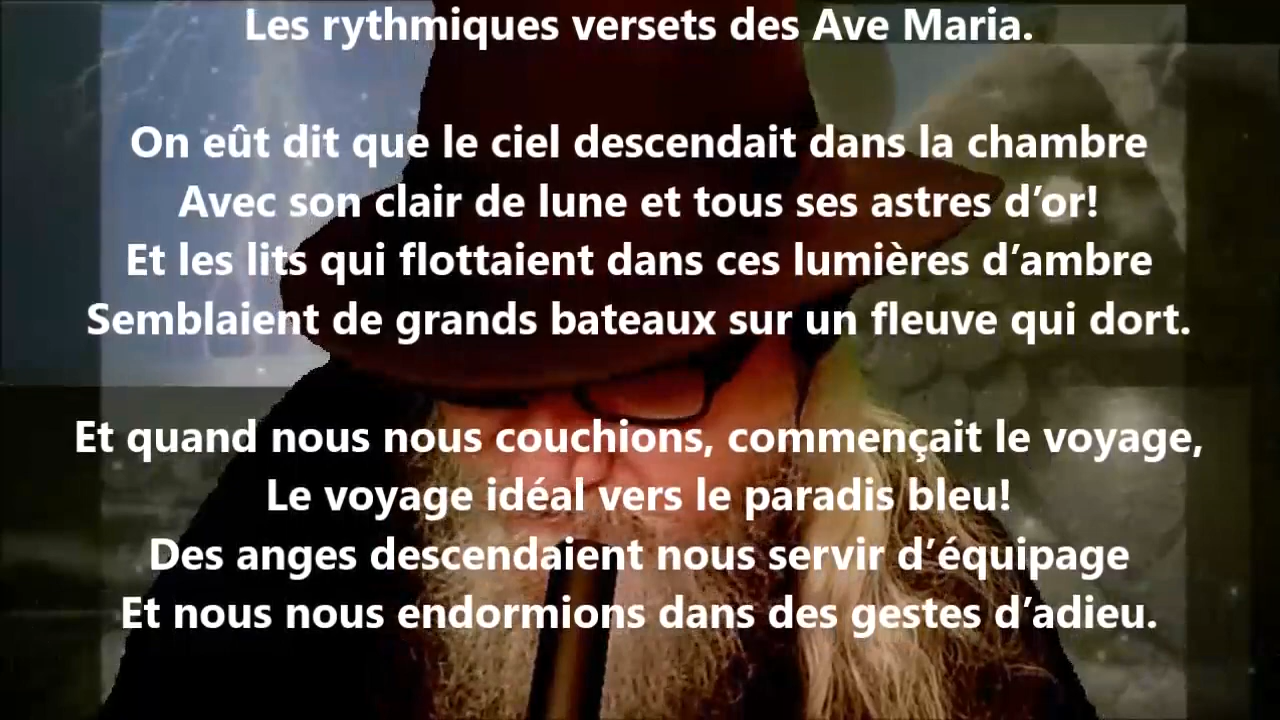 Les rythmiques versets des Ave Maria.
On eût dit que le ciel descendait dans la chambre
Avec son clair de lune et tous ses astres d’or!
Et les lits qui flottaient dans ces lumières d’ambre
Semblaient de grands bateaux sur un fleuve qui dort.
Et quand nous nous couchions, commençait le voyage,
Le voyage idéal vers le paradis bleu!
Des anges descendaient nous servir d’équipage
Et nous nous endormions dans des gestes d’adieu.